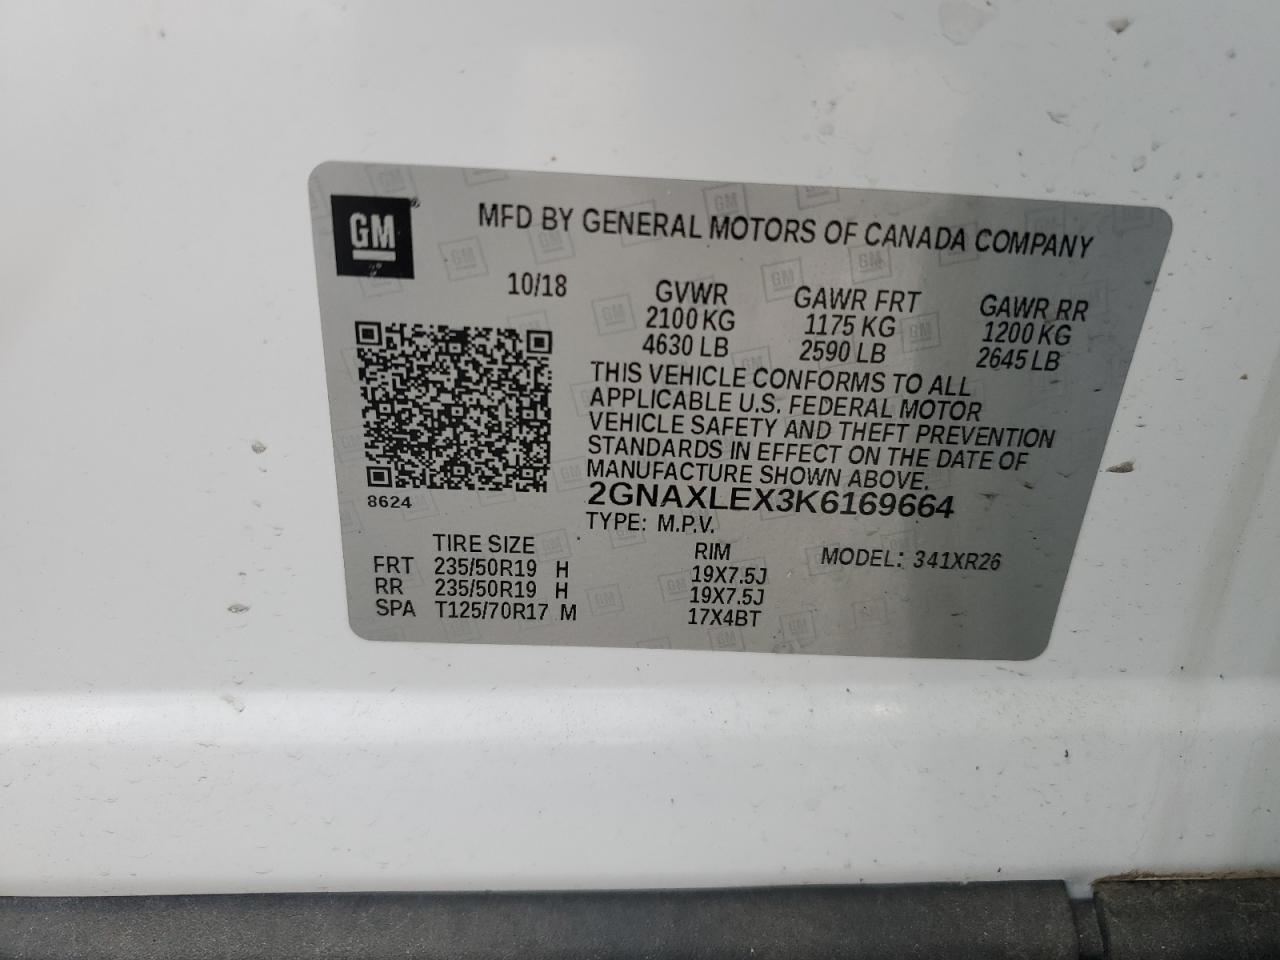 GM
MFD BY GENERAL MOTORS OF CANADA COMPANY
10/18 GVWR GAWR FRT GAWR RR
2100 KG 1175 KG 1200 KG
4630 LB 2590 LB 2645 LB
THIS VEHICLE CONFORMS TO ALL
APPLICABLE U.S. FEDERAL MOTOR
VEHICLE SAFETY AND THEFT PREVENTION
STANDARDS IN EFFECT ON THE DATE OF
MANUFACTURE SHOWN ABOVE.
8624
2GNAXLEX3K6169664
TYPE: M.P.V.
TIRE SIZE RIM MODEL: 341XR26
FRT 235/50R19 H 19X7.5J
RR 235/50R19 H 19X7.5J
SPA T125/70R17 M 17X4BT